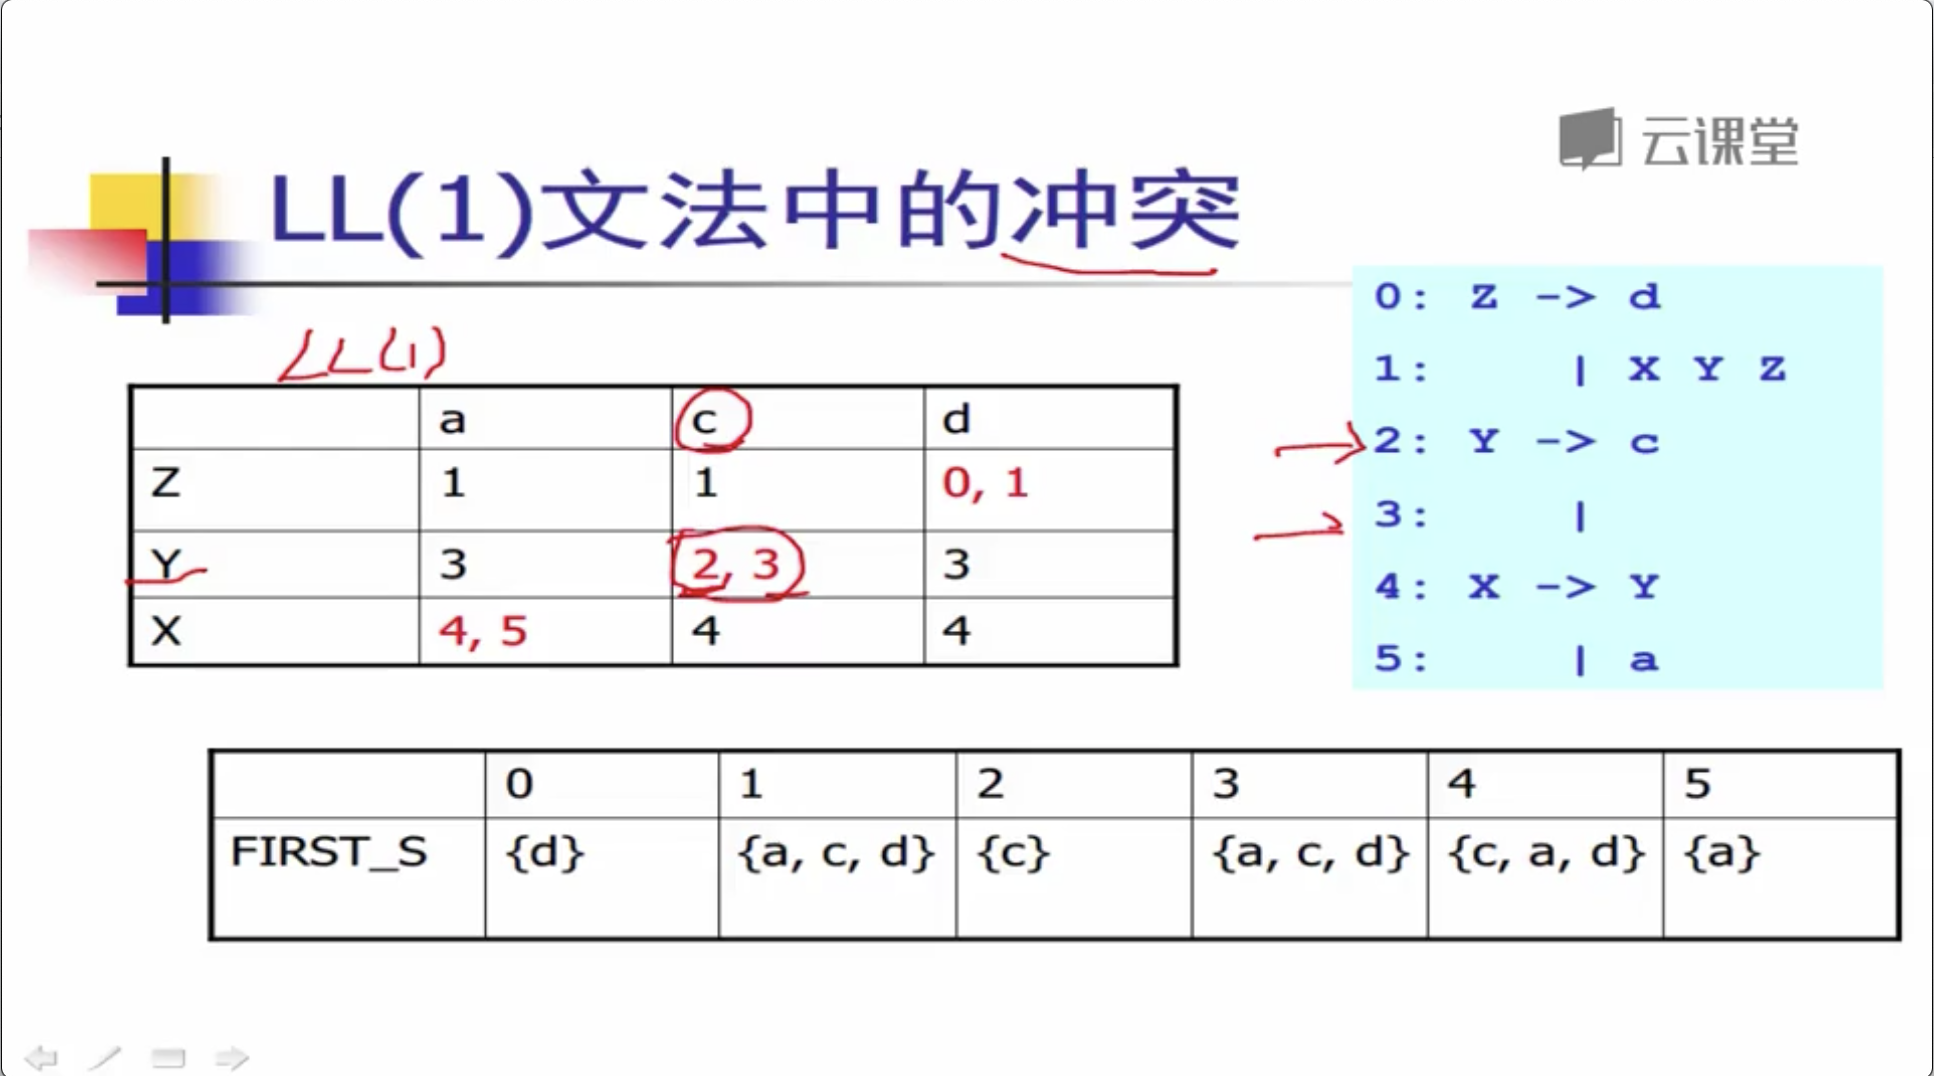 云课堂
LL(1)文法中的冲突
LL(1)
a c d
Z 1 1 0, 1
Y 3 2, 3 3
X 4, 5 4 4
0: Z -> d
1: | X Y Z
2: Y -> c
3: |
4: X -> Y
5: | a
0 1 2 3 4 5
FIRST_S {d} {a, c, d} {c} {a, c, d} {c, a, d} {a}